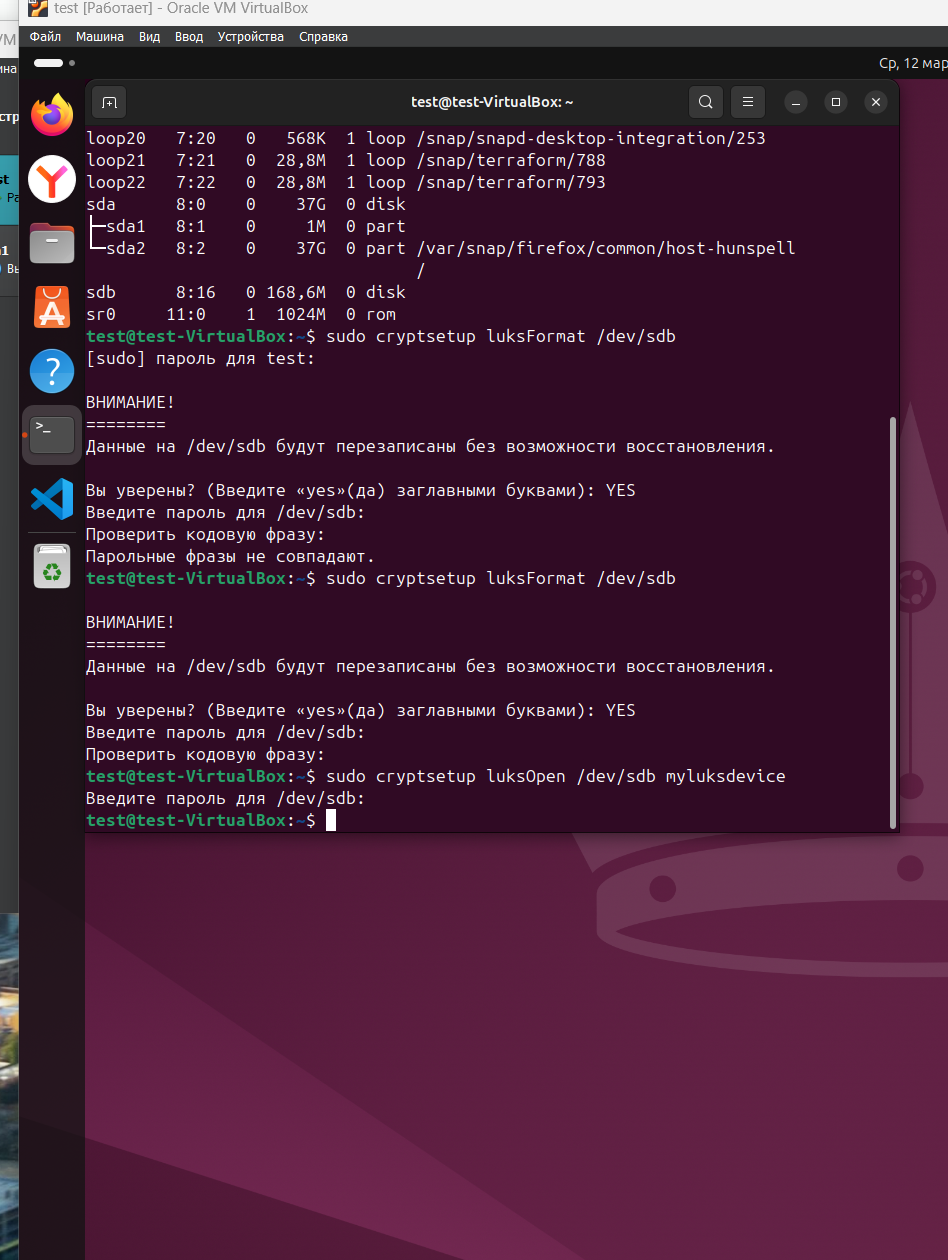 test [Работает] - Oracle VM VirtualBox
Файл Машина Вид Ввод Устройства Справка
Ср, 12 мар
test@test-VirtualBox: ~
loop20 7:20 0 568K 1 loop /snap/snapd-desktop-integration/253
loop21 7:21 0 28,8M 1 loop /snap/terraform/788
loop22 7:22 0 28,8M 1 loop /snap/terraform/793
sda 8:0 0 37G 0 disk
├─sda1 8:1 0 1M 0 part
└─sda2 8:2 0 37G 0 part /var/snap/firefox/common/host-hunspell
/
sdb 8:16 0 168,6M 0 disk
sr0 11:0 1 1024M 0 rom
test@test-VirtualBox:~$ sudo cryptsetup luksFormat /dev/sdb
[sudo] пароль для test:
ВНИМАНИЕ!
========
Данные на /dev/sdb будут перезаписаны без возможности восстановления.
Вы уверены? (Введите «yes»(да) заглавными буквами): YES
Введите пароль для /dev/sdb:
Проверить кодовую фразу:
Парольные фразы не совпадают.
test@test-VirtualBox:~$ sudo cryptsetup luksFormat /dev/sdb
ВНИМАНИЕ!
========
Данные на /dev/sdb будут перезаписаны без возможности восстановления.
Вы уверены? (Введите «yes»(да) заглавными буквами): YES
Введите пароль для /dev/sdb:
Проверить кодовую фразу:
test@test-VirtualBox:~$ sudo cryptsetup luksOpen /dev/sdb myluksdevice
Введите пароль для /dev/sdb:
test@test-VirtualBox:~$